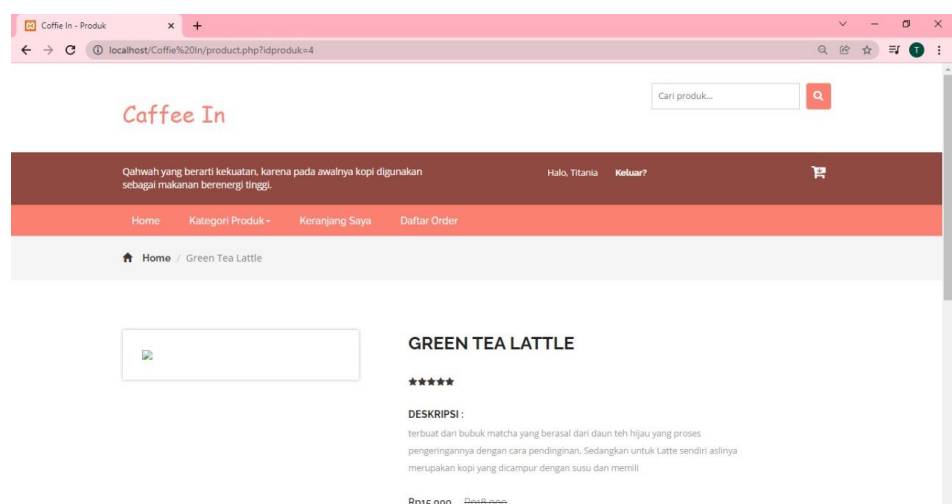 Coffie In - Produk
localhost/Coffie%20In/product.php?idproduk=4
T
Caffee In
Cari produk...
Qahwah yang berarti kekuatan, karena pada awalnya kopi digunakan
sebagai makanan berenergi tinggi.
Halo, Titania Keluar?
Home Kategori Produk Keranjang Saya Daftar Order
Home / Green Tea Lattle
GREEN TEA LATTLE
DESKRIPSI :
terbuat dari bubuk matcha yang berasal dari daun teh hijau yang proses
pengeringannya dengan cara pendinginan. Sedangkan untuk Latte sendiri aslinya
merupakan kopi yang dicampur dengan susu dan memili
Rp15,000 Rp18,000